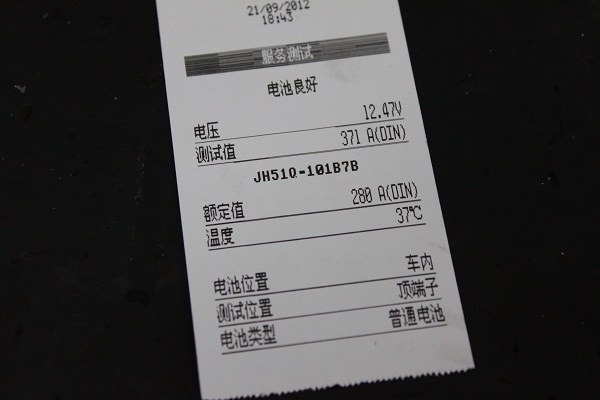 21/09/2012
18:43
服务测试
电池良好
电压 12.47V
测试值 371 A(DIN)
JH51Q-101B7B
额定值 280 A(DIN)
温度 37℃
电池位置 车内
测试位置 顶端子
电池类型 普通电池